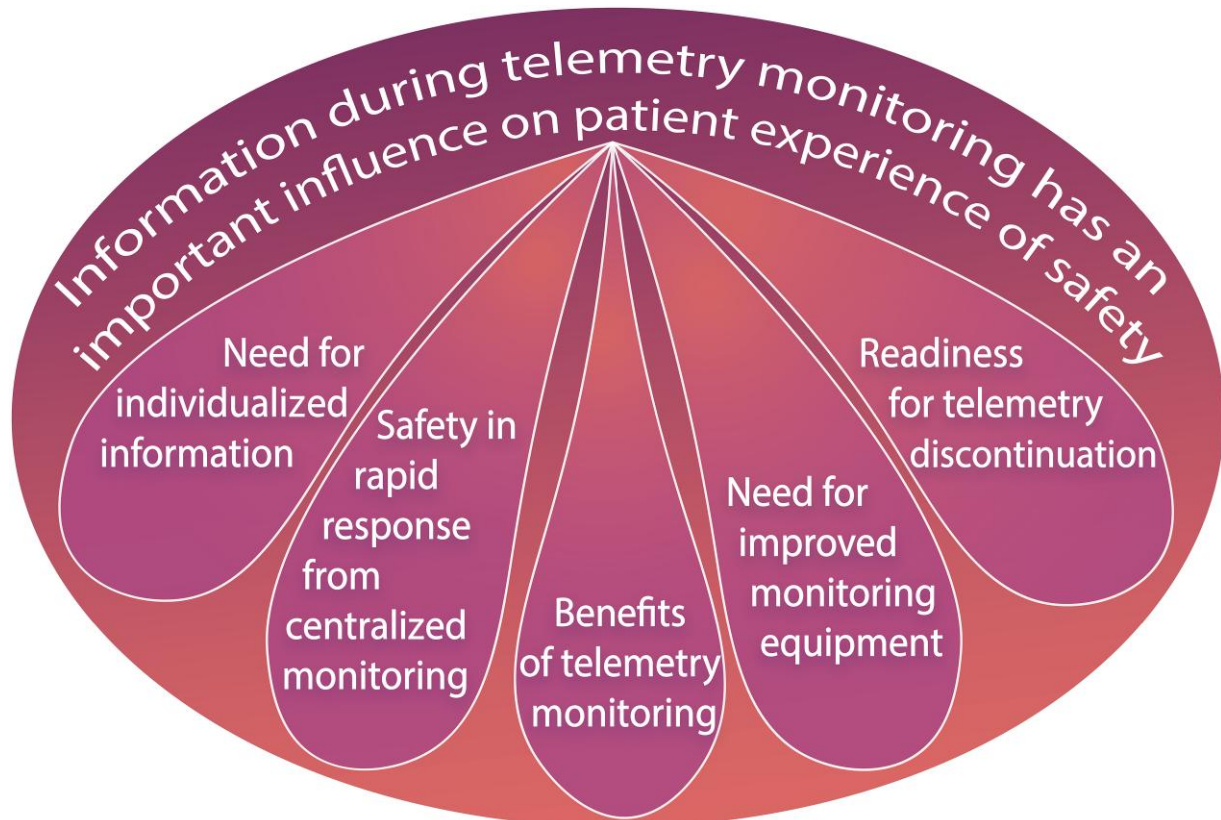 Information during telemetry monitoring has an
important influence on patient experience of safety
Need for
individualized
information
Safety in
rapid
response
from
centralized
monitoring
Benefits
of telemetry
monitoring
Need for
improved
monitoring
equipment
Readiness
for telemetry
discontinuation